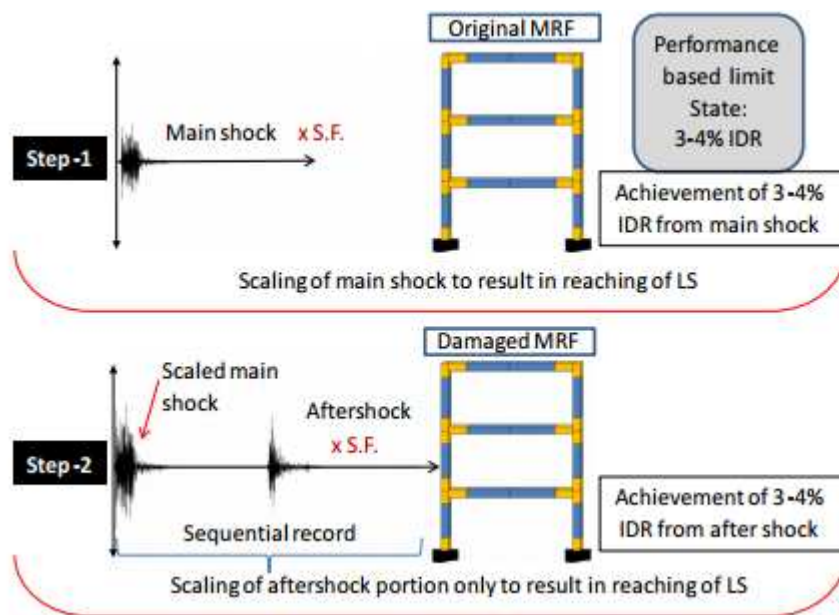 Original MRF
Performance
based limit
State:
3-4% IDR
Main shock x S.F.
Step-1
Achievement of 3-4%
IDR from main shock
Scaling of main shock to result in reaching of LS
Damaged MRF
Scaled main
shock
Aftershock
x S.F.
Step-2
Sequential record
Achievement of 3-4%
IDR from after shock
Scaling of aftershock portion only to result in reaching of LS